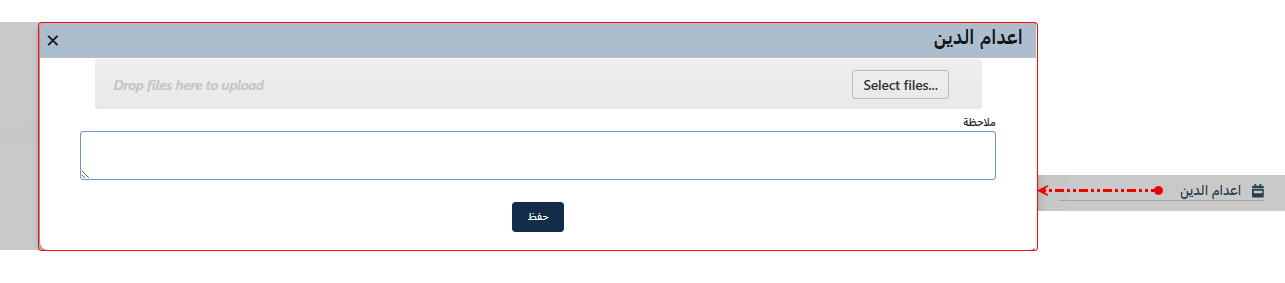 اعدام الدين
×
Select files...
Drop files here to upload
ملاحظة
حفظ
اعدام الدين